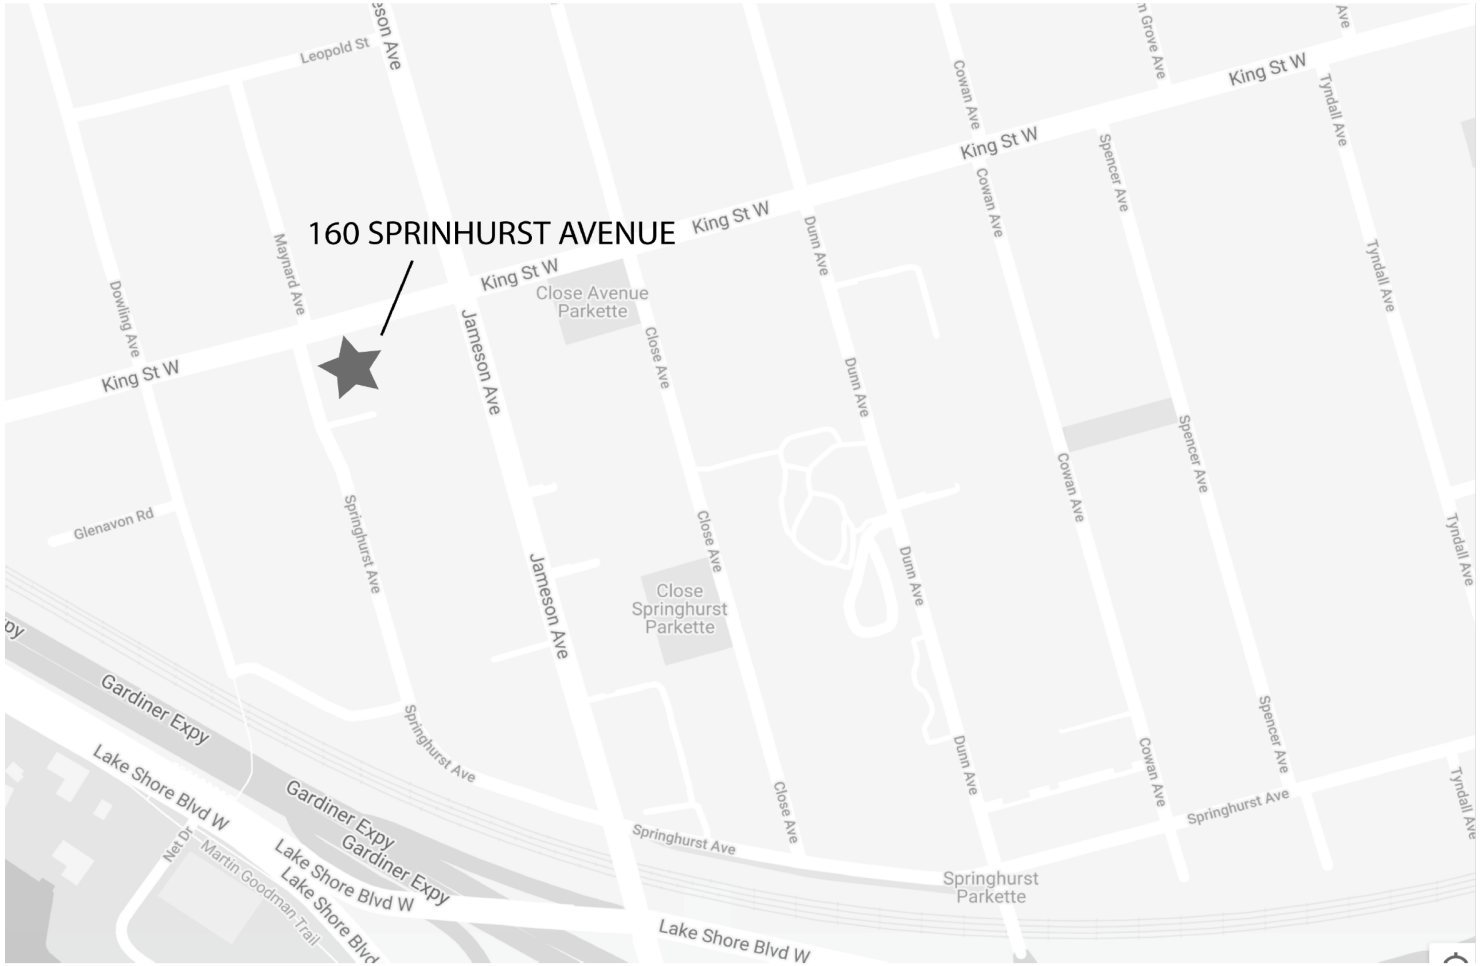 eson Ave
Leopold St
m Grove Ave
Ave
Cowan Ave
King St W
Tyndall Ave
King St W
Spencer Ave
Cowan Ave
160 SPRINHURST AVENUE
King St W
Dunn Ave
Maynard Ave
Tyndall Ave
King St W
Close Avenue
Parkette
Dowling Ave
Jameson Ave
Close Ave
King St W
Dunn Ave
Spencer Ave
Cowan Ave
Glenavon Rd
Springhurst Ave
Close Ave
Tyndall Ave
Jameson Ave
Dunn Ave
Close
Springhurst
Parkette
py
Gardiner Expy
Springhurst Ave
Spencer Ave
Dunn Ave
Cowan Ave
Lake Shore Blvd W
Gardiner Expy
Close Ave
Springhurst Ave
Tyndall Ave
Net Dr
Gardiner Expy
Springhurst Ave
Martin Goodman Trail
Lake Shore Blvd W
Lake Shore Blvd
Springhurst
Parkette
Lake Shore Blvd W